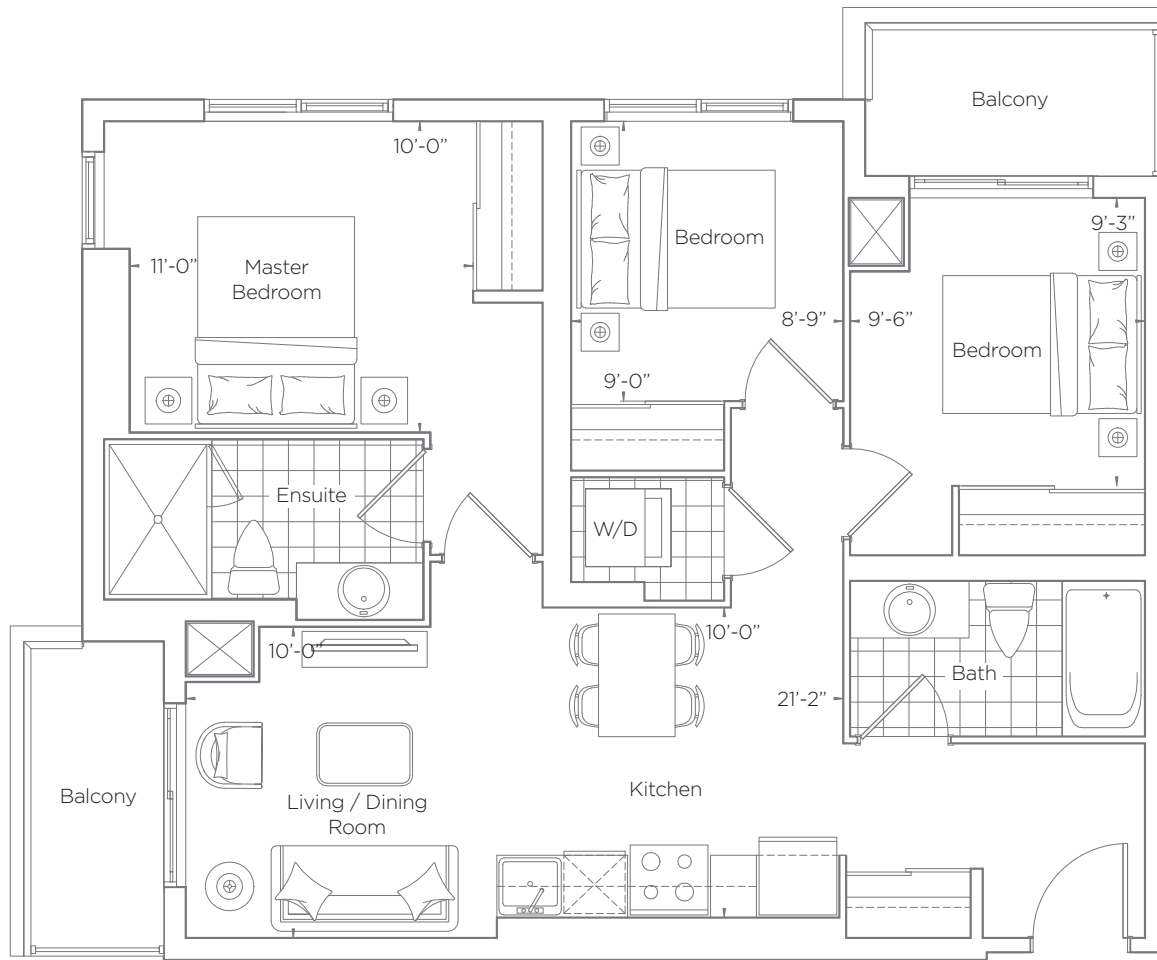 Balcony
10’-0”
9’-3”
Bedroom
11’-0”
Master
Bedroom
8’-9”
9’-6”
Bedroom
9’-0”
Ensuite
W/D
10’-0”
10’-0”
Bath
21’-2”
Balcony
Kitchen
Living / Dining
Room